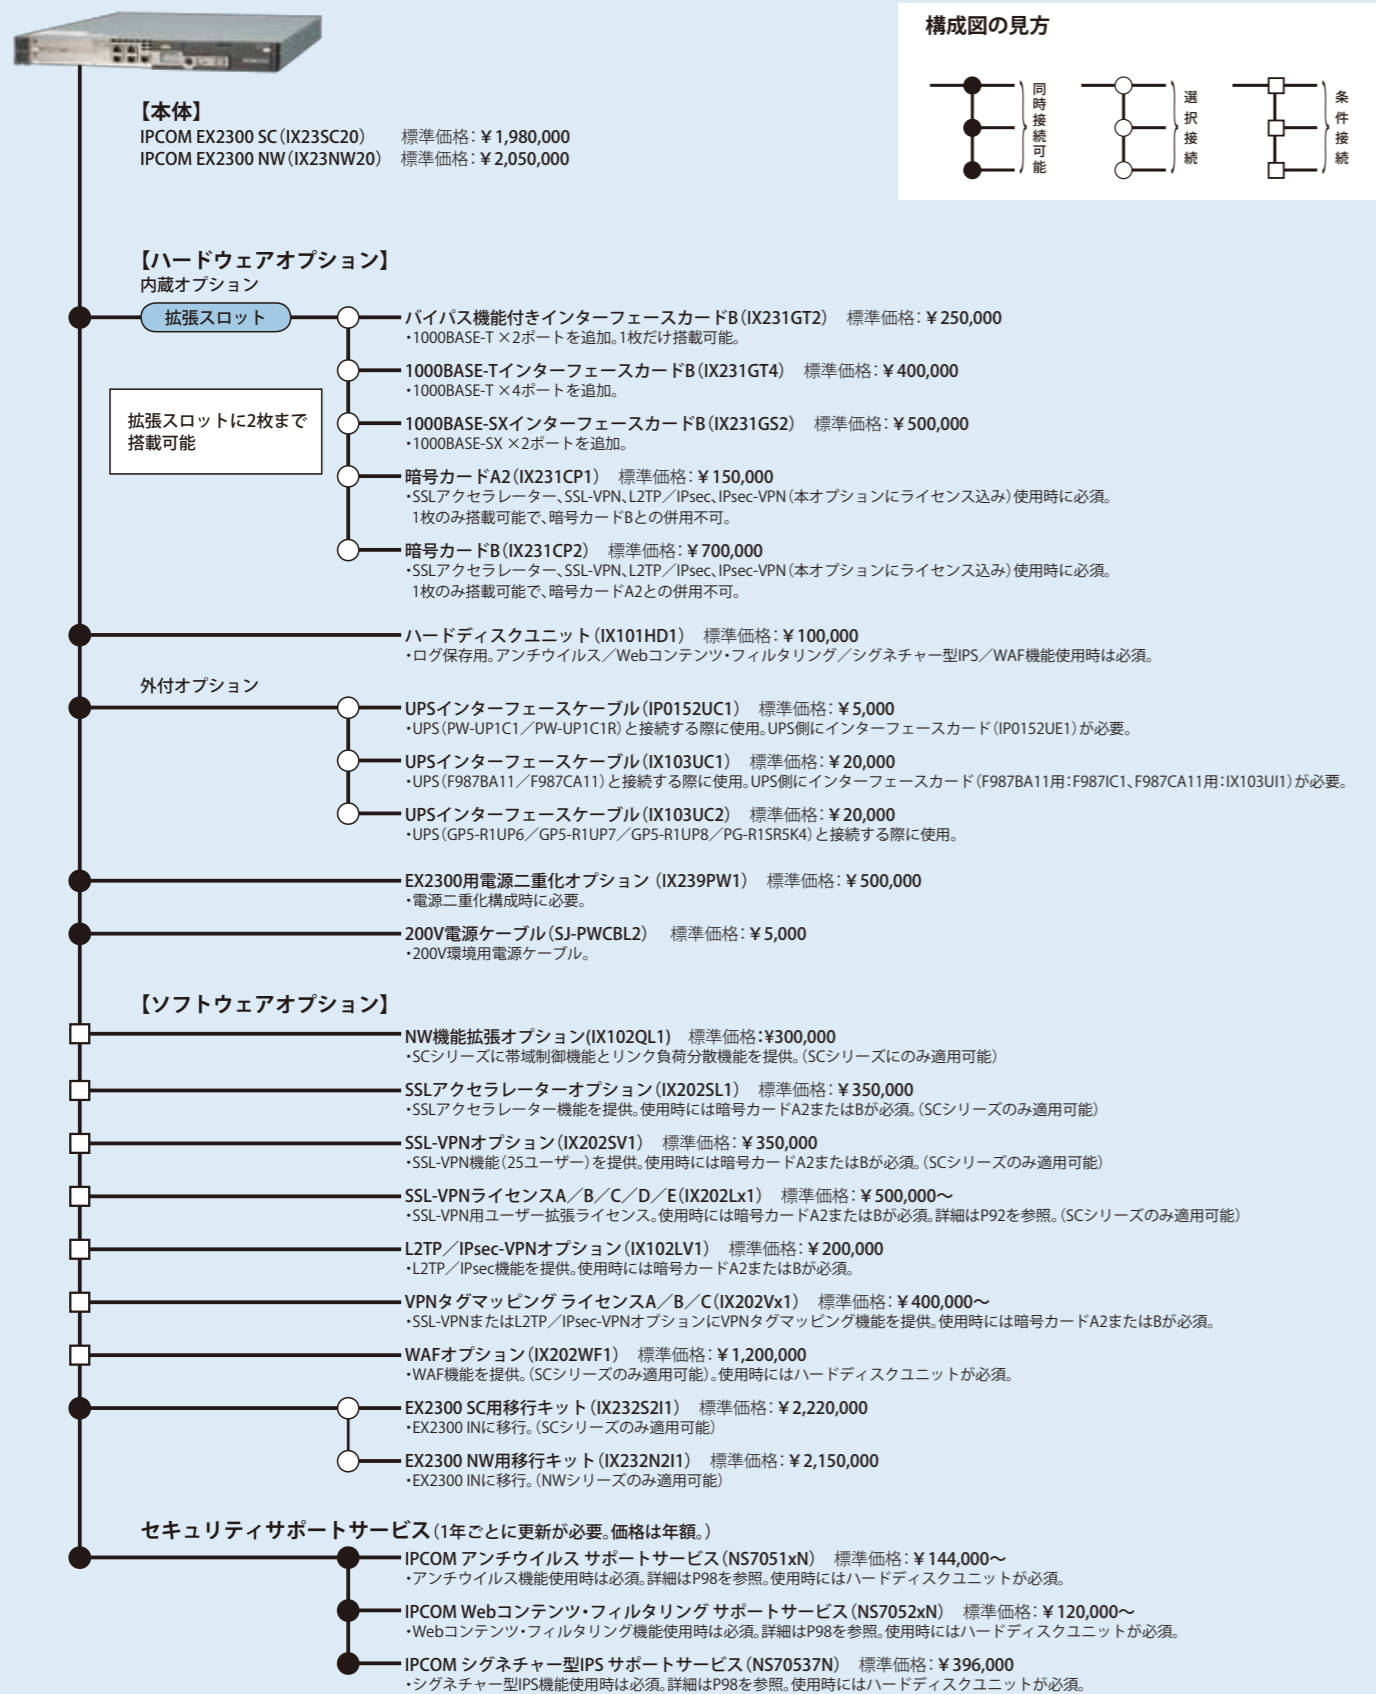 構成図の見方
同時接続可能
選択接続
条件接続
【本体】
IPCOM EX2300 SC(IX23SC20) 標準価格:¥1,980,000
IPCOM EX2300 NW(IX23NW20) 標準価格:¥2,050,000
【ハードウェアオプション】
内蔵オプション
拡張スロット
拡張スロットに2枚まで
搭載可能
バイパス機能付きインターフェースカードB(IX231GT2) 標準価格:¥250,000
・1000BASE-T ×2ポートを追加。1枚だけ搭載可能。
1000BASE-TインターフェースカードB(IX231GT4) 標準価格:¥400,000
・1000BASE-T ×4ポートを追加。
1000BASE-SXインターフェースカードB(IX231GS2) 標準価格:¥500,000
・1000BASE-SX ×2ポートを追加。
暗号カードA2(IX231CP1) 標準価格:¥150,000
・SSLアクセラレーター、SSL-VPN、L2TP/IPsec、IPsec-VPN(本オプションにライセンス込み)使用時に必須。
1枚のみ搭載可能で、暗号カードBとの併用不可。
暗号カードB(IX231CP2) 標準価格:¥700,000
・SSLアクセラレーター、SSL-VPN、L2TP/IPsec、IPsec-VPN(本オプションにライセンス込み)使用時に必須。
1枚のみ搭載可能で、暗号カードA2との併用不可。
ハードディスクユニット(IX101HD1) 標準価格:¥100,000
・ログ保存用。アンチウイルス/Webコンテンツ・フィルタリング/シグネチャー型IPS/WAF機能使用時は必須。
外付オプション
UPSインターフェースケーブル(IP0152UC1) 標準価格:¥5,000
・UPS(PW-UP1C1/PW-UP1C1R)と接続する際に使用。UPS側にインターフェースカード(IP0152UE1)が必要。
UPSインターフェースケーブル(IX103UC1) 標準価格:¥20,000
・UPS(F987BA11/F987CA11)と接続する際に使用。UPS側にインターフェースカード(F987BA11用:F987IC1、F987CA11用:IX103UI1)が必要。
UPSインターフェースケーブル(IX103UC2) 標準価格:¥20,000
・UPS(GP5-R1UP6/GP5-R1UP7/GP5-R1UP8/PG-R1SR5K4)と接続する際に使用。
EX2300用電源二重化オプション(IX239PW1) 標準価格:¥500,000
・電源二重化構成時に必要。
200V電源ケーブル(SJ-PWCBL2) 標準価格:¥5,000
・200V環境用電源ケーブル。
【ソフトウェアオプション】
NW機能拡張オプション(IX102QL1) 標準価格:¥300,000
・SCシリーズに帯域制御機能とリンク負荷分散機能を提供。(SCシリーズにのみ適用可能)
SSLアクセラレーターオプション(IX202SL1) 標準価格:¥350,000
・SSLアクセラレーター機能を提供。使用時には暗号カードA2またはBが必須。(SCシリーズのみ適用可能)
SSL-VPNオプション(IX202SV1) 標準価格:¥350,000
・SSL-VPN機能(25ユーザー)を提供。使用時には暗号カードA2またはBが必須。(SCシリーズのみ適用可能)
SSL-VPNライセンスA/B/C/D/E(IX202Lx1) 標準価格:¥500,000~
・SSL-VPN用ユーザー拡張ライセンス。使用時には暗号カードA2またはBが必須。詳細はP92を参照。(SCシリーズのみ適用可能)
L2TP/IPsec-VPNオプション(IX102LV1) 標準価格:¥200,000
・L2TP/IPsec機能を提供。使用時には暗号カードA2またはBが必須。
VPNタグマッピング ライセンスA/B/C(IX202Vx1) 標準価格:¥400,000~
・SSL-VPNまたはL2TP/IPsec-VPNオプションにVPNタグマッピング機能を提供。使用時には暗号カードA2またはBが必須。
WAFオプション(IX202WF1) 標準価格:¥1,200,000
・WAF機能を提供。(SCシリーズのみ適用可能)。使用時にはハードディスクユニットが必須。
EX2300 SC用移行キット(IX232S2I1) 標準価格:¥2,220,000
・EX2300 INに移行。(SCシリーズのみ適用可能)
EX2300 NW用移行キット(IX232N2I1) 標準価格:¥2,150,000
・EX2300 INに移行。(NWシリーズのみ適用可能)
セキュリティサポートサービス(1年ごとに更新が必要。価格は年額。)
IPCOM アンチウイルス サポートサービス(NS7051xN) 標準価格:¥144,000~
・アンチウイルス機能使用時は必須。詳細はP98を参照。使用時にはハードディスクユニットが必須。
IPCOM Webコンテンツ・フィルタリング サポートサービス(NS7052xN) 標準価格:¥120,000~
・Webコンテンツ・フィルタリング機能使用時は必須。詳細はP98を参照。使用時にはハードディスクユニットが必須。
IPCOM シグネチャー型IPS サポートサービス(NS70537N) 標準価格:¥396,000
・シグネチャー型IPS機能使用時は必須。詳細はP98を参照。使用時にはハードディスクユニットが必須。